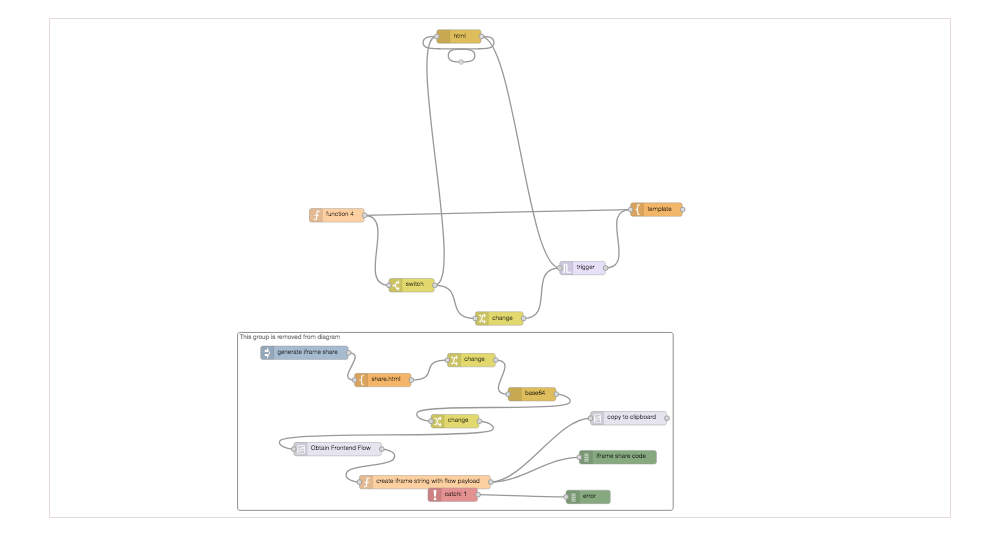 html
function 4
template
trigger
switch
change
This group is removed from diagram
generate iframe share
change
share.html
base64
change
copy to clipboard
Obtain Frontend Flow
iframe share code
create iframe string with flow payload
catch: 1
error